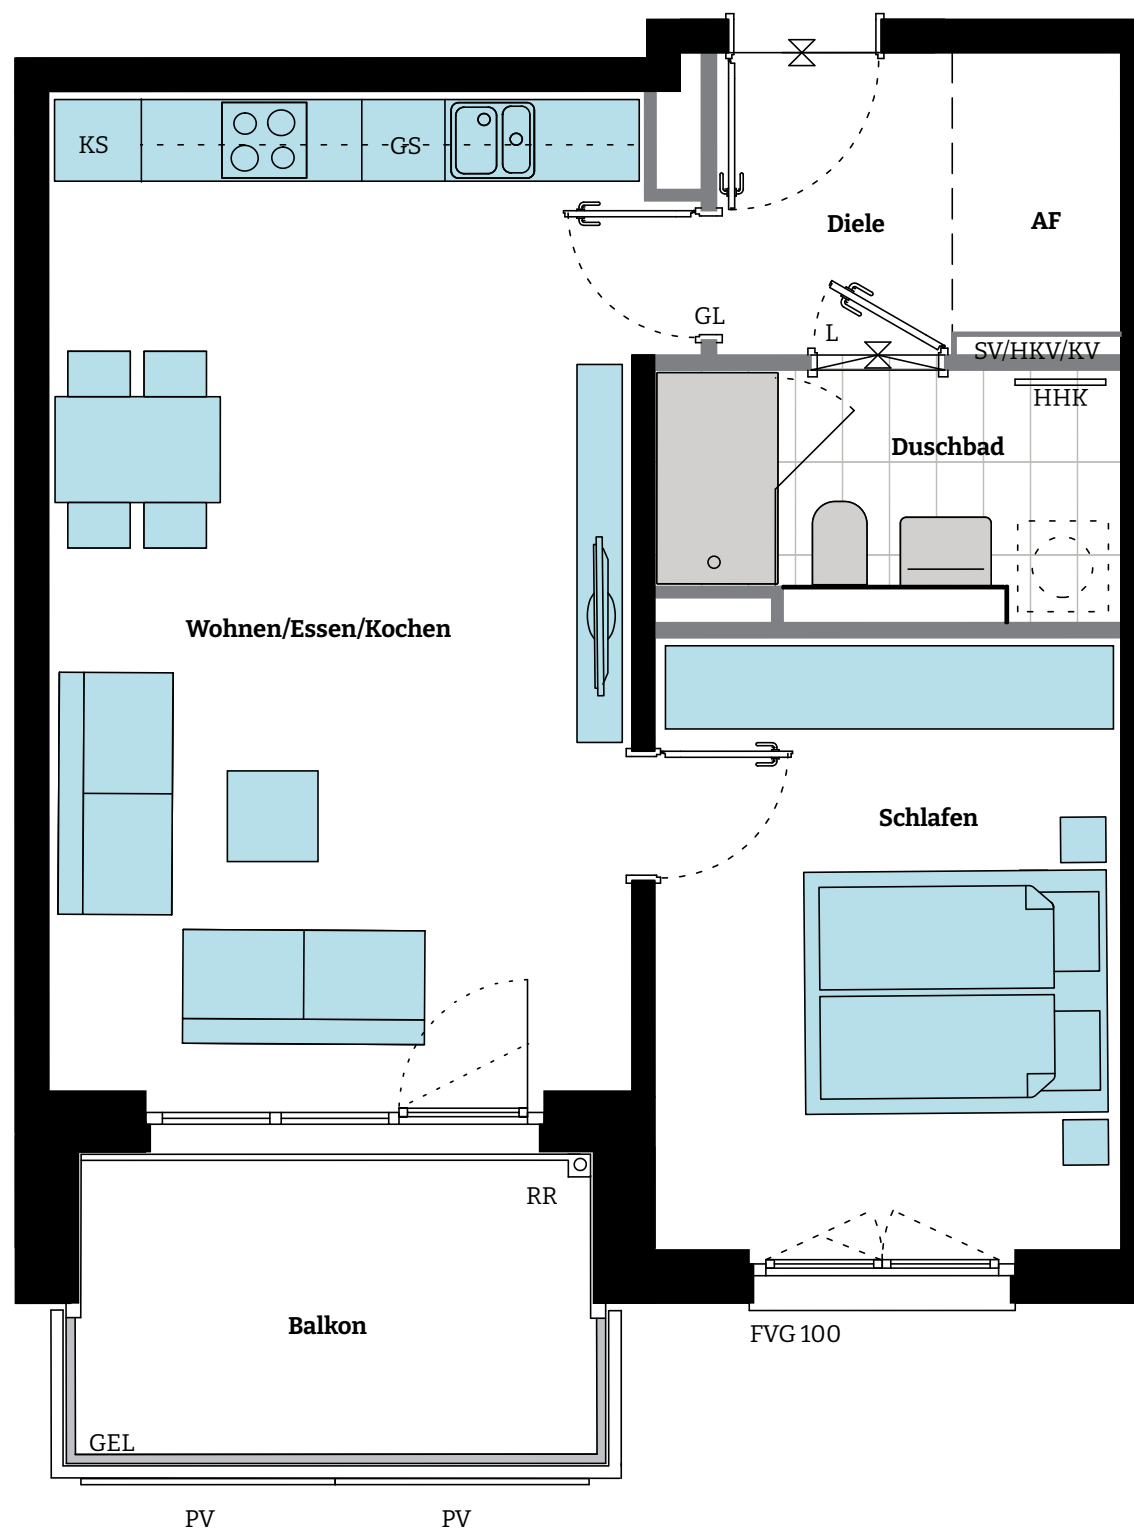 KS
GS
Diele
AF
GL
L
SV/HKV/KV
HHK
Duschbad
Wohnen/Essen/Kochen
Schlafen
RR
Balkon
FVG 100
GEL
PV
PV